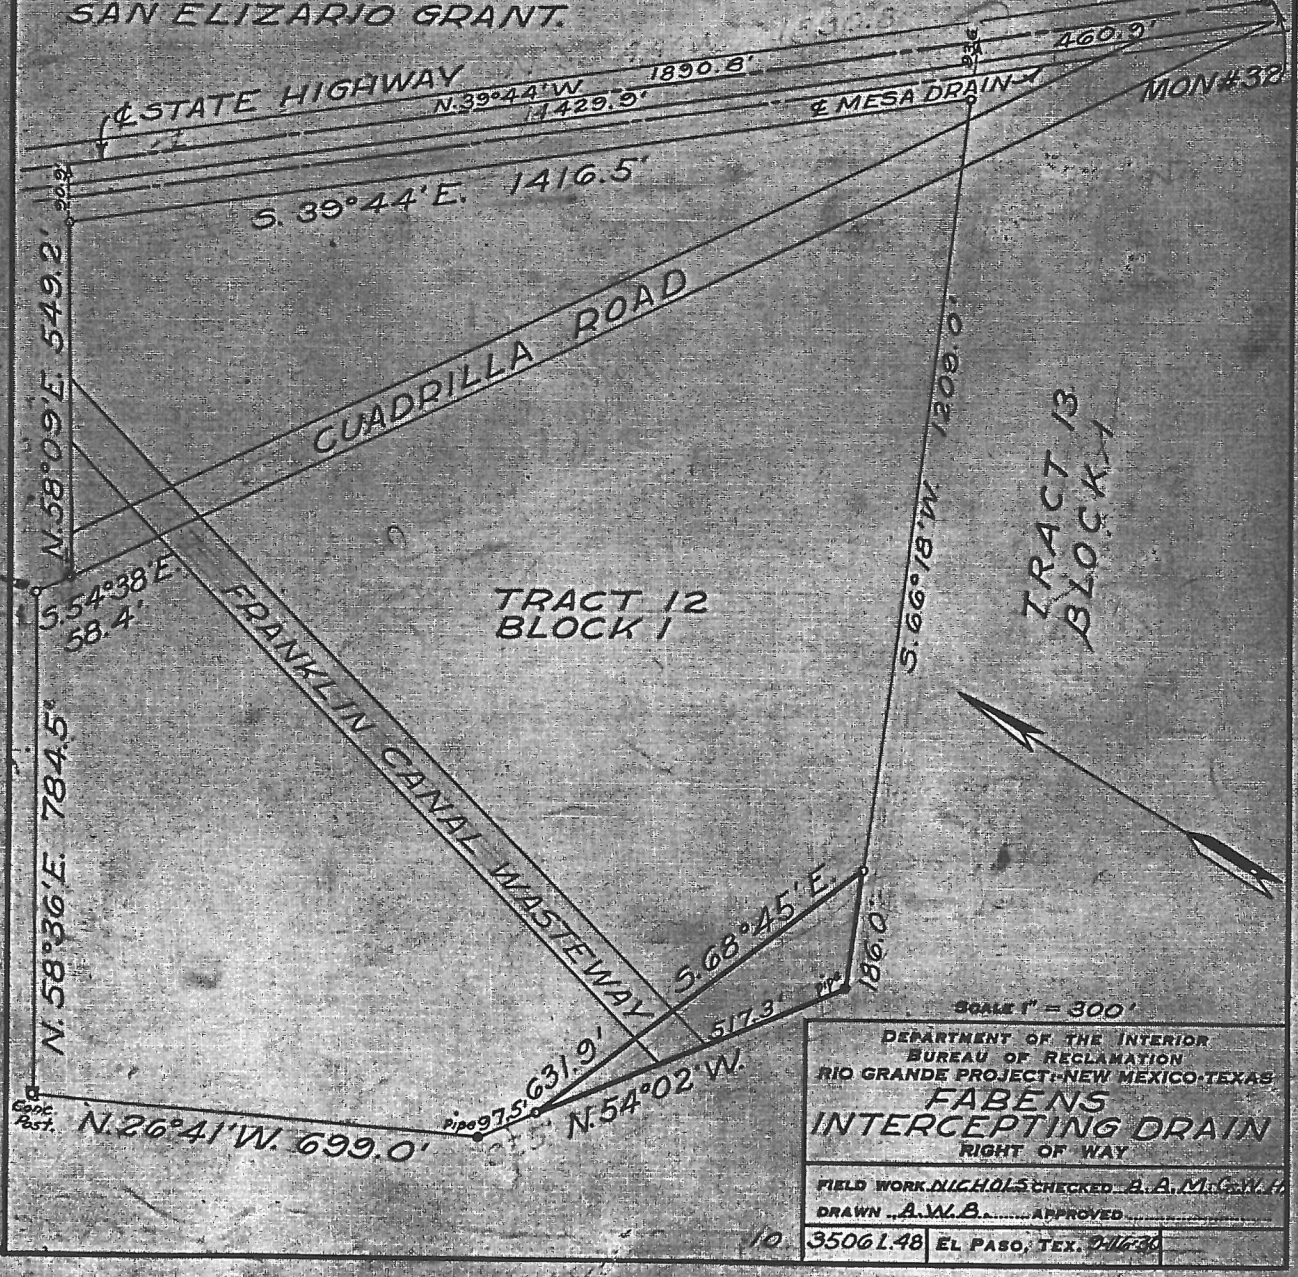 SAN ELIZARIO GRANT.
℄ STATE HIGHWAY
N.39°44'W. 1890.8'
1429.9'
460.9'
℄ MESA DRAIN
MON#32
S. 39°44'E. 1416.5'
N.58°09'E. 549.2'
CUADRILLA ROAD
S.66°18'W. 1209.0'
TRACT 13
BLOCK 1
S.54°38'E.
58.4'
TRACT 12
BLOCK 1
FRANKLIN CANAL WASTEWAY
N.58°36'E. 784.5'
S.68°45'E.
631.9'
186.0'
Pipe
517.3'
N.54°02'W.
Pipe 97.5'
Conc.
Post.
N.26°41'W. 699.0'
SCALE 1" = 300'
DEPARTMENT OF THE INTERIOR
BUREAU OF RECLAMATION
RIO GRANDE PROJECT:-NEW MEXICO-TEXAS
FABENS
INTERCEPTING DRAIN
RIGHT OF WAY
FIELD WORK NICHOLS CHECKED A.A.M.-G.W.H.
DRAWN A.W.B. APPROVED
10
35061.48 EL PASO, TEX.